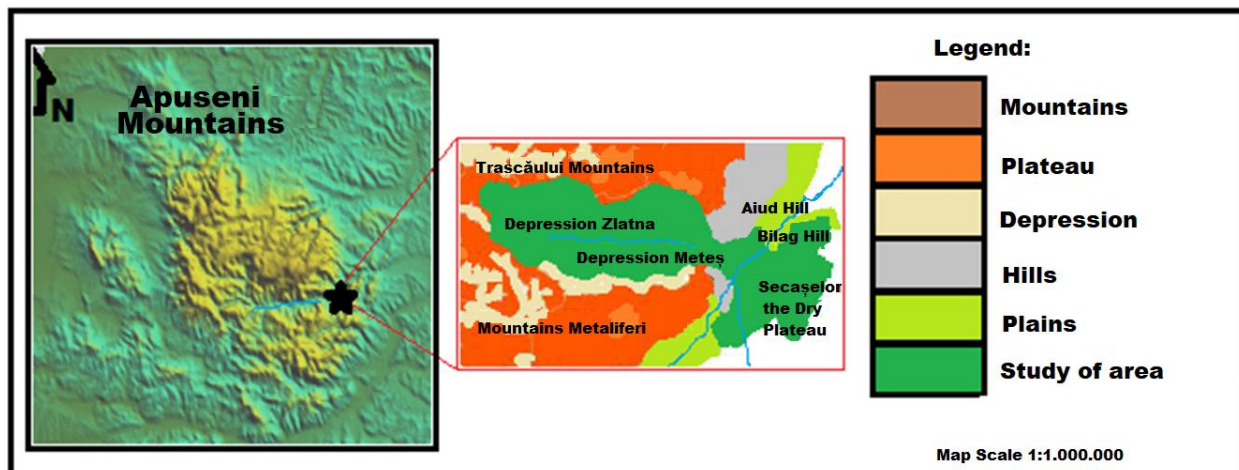 Apuseni
Mountains
N
Trascăului Mountains
Depression Zlatna
Depression Meteș
Mountains Metaliferi
Aiud Hill
Bilag Hill
Secașelor
the Dry
Plateau
Legend:
Mountains
Plateau
Depression
Hills
Plains
Study of area
Map Scale 1:1.000.000